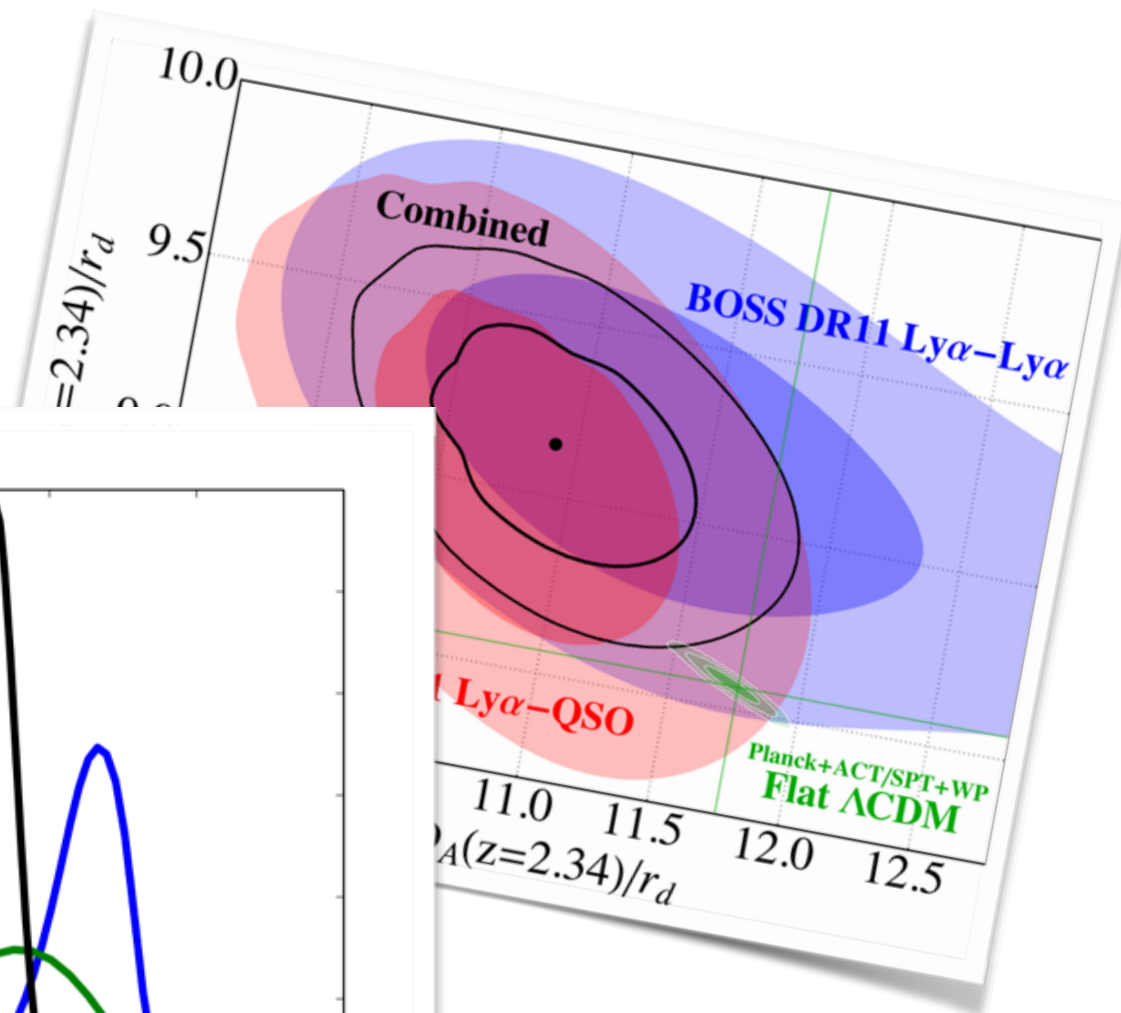 10.0
Combined
9.5
=2.34)/r_d
BOSS DR11 Lyα−Lyα
Lyα−QSO
Planck+ACT/SPT+WP
Flat ΛCDM
11.0
11.5
12.0
12.5
A(z=2.34)/r_d